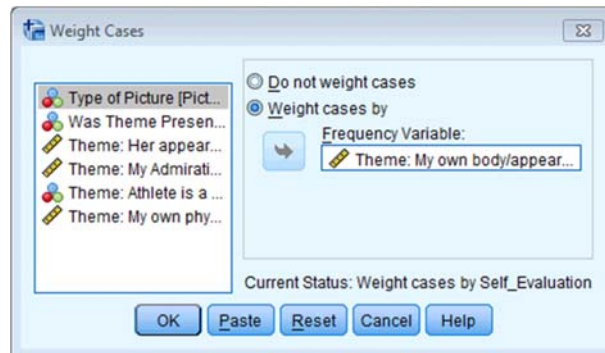 Weight Cases
Type of Picture [Pict...
Was Theme Presen...
Theme: Her appear...
Theme: My Admirati...
Theme: Athlete is a ...
Theme: My own phy...
Do not weight cases
Weight cases by
Frequency Variable:
Theme: My own body/appear...
Current Status: Weight cases by Self_Evaluation
OK Paste Reset Cancel Help